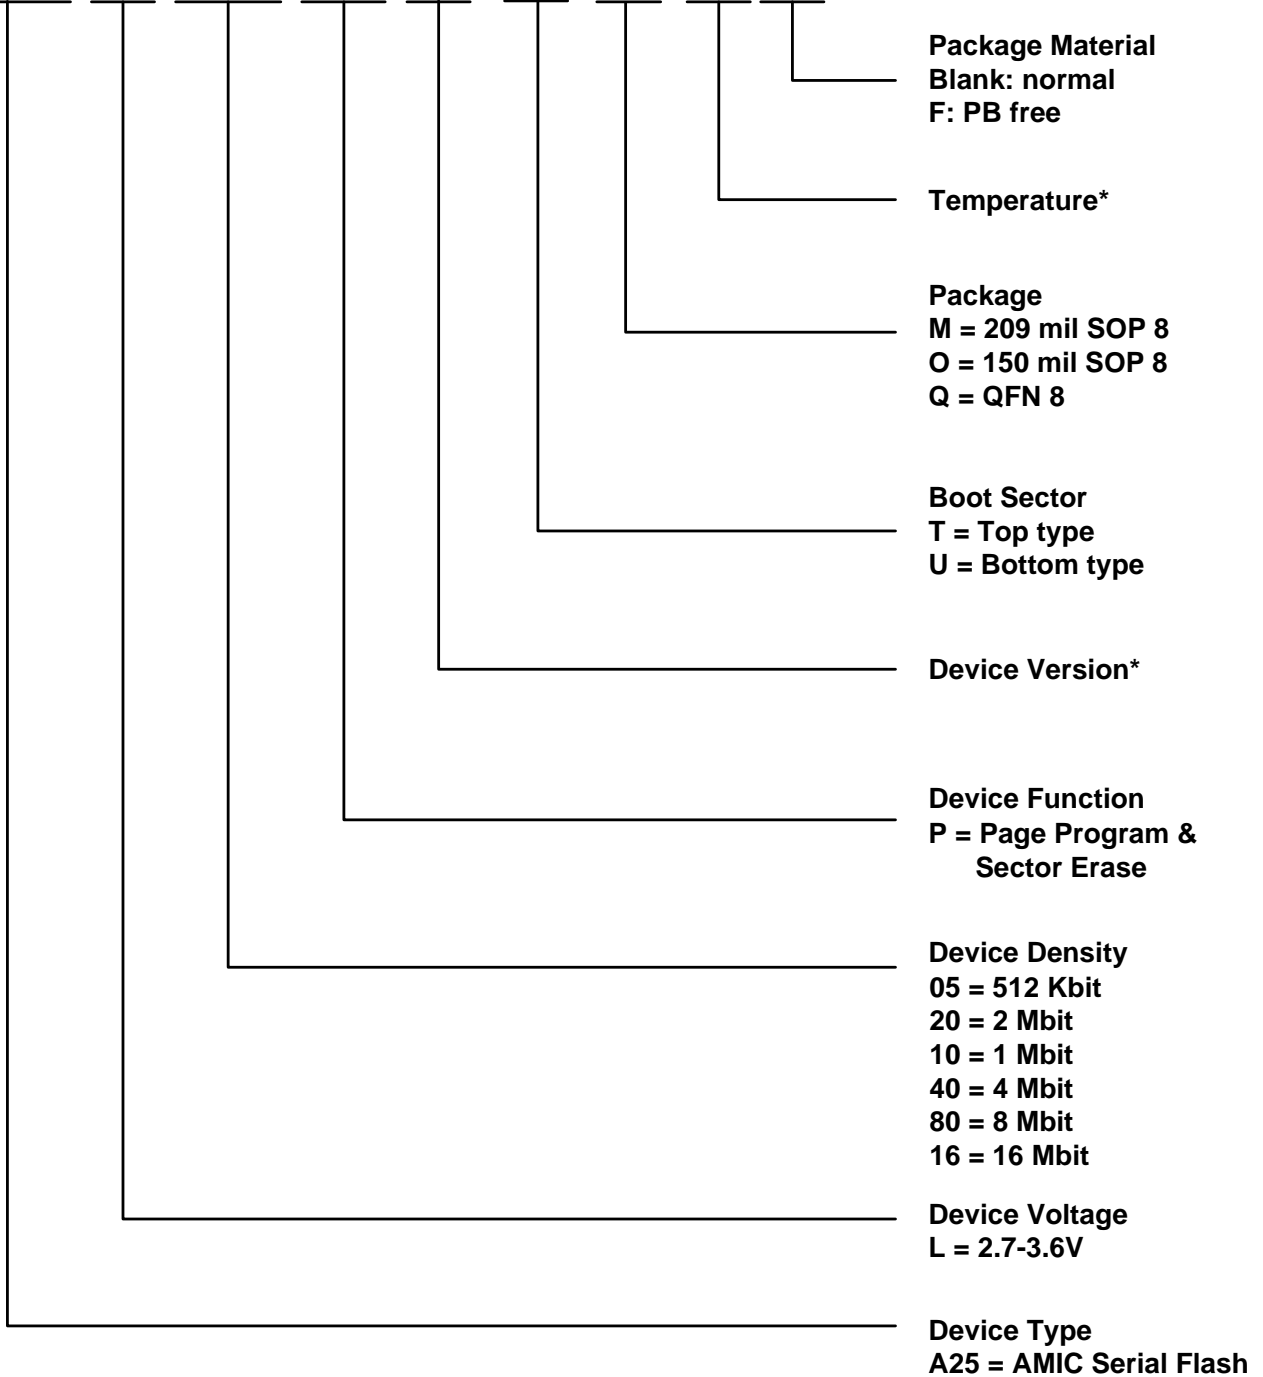 Package Material
Blank: normal
F: PB free
Temperature*
Package
M = 209 mil SOP 8
O = 150 mil SOP 8
Q = QFN 8
Boot Sector
T = Top type
U = Bottom type
Device Version*
Device Function
P = Page Program &
Sector Erase
Device Density
05 = 512 Kbit
20 = 2 Mbit
10 = 1 Mbit
40 = 4 Mbit
80 = 8 Mbit
16 = 16 Mbit
Device Voltage
L = 2.7-3.6V
Device Type
A25 = AMIC Serial Flash